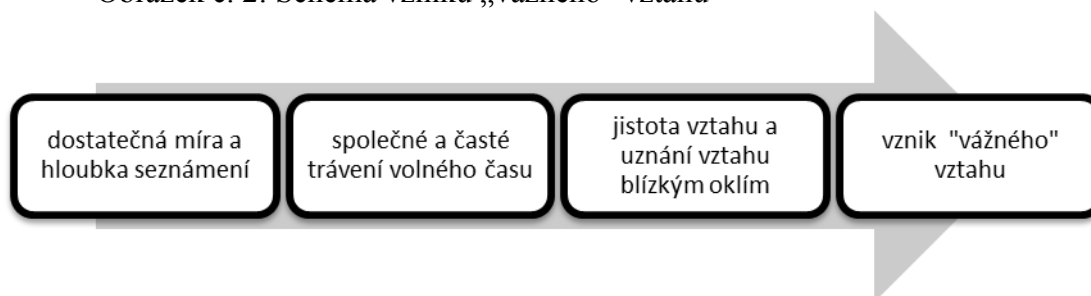 Obrázek č. 2: Schéma vzniku „vážného“ vztahu
dostatečná míra a
hloubka seznámení
společné a časté
trávení volného času
jistota vztahu a
uznání vztahu
blízkým oklím
vznik "vážného"
vztahu